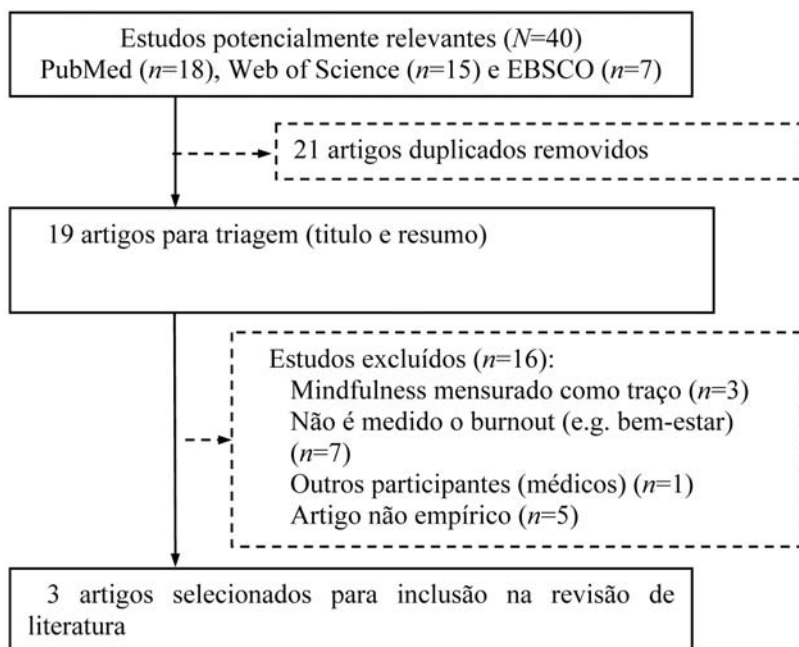 Estudos potencialmente relevantes (N=40)
PubMed (n=18), Web of Science (n=15) e EBSCO (n=7)
21 artigos duplicados removidos
19 artigos para triagem (titulo e resumo)
Estudos excluídos (n=16):
Mindfulness mensurado como traço (n=3)
Não é medido o burnout (e.g. bem-estar)
(n=7)
Outros participantes (médicos) (n=1)
Artigo não empírico (n=5)
3 artigos selecionados para inclusão na revisão de
literatura